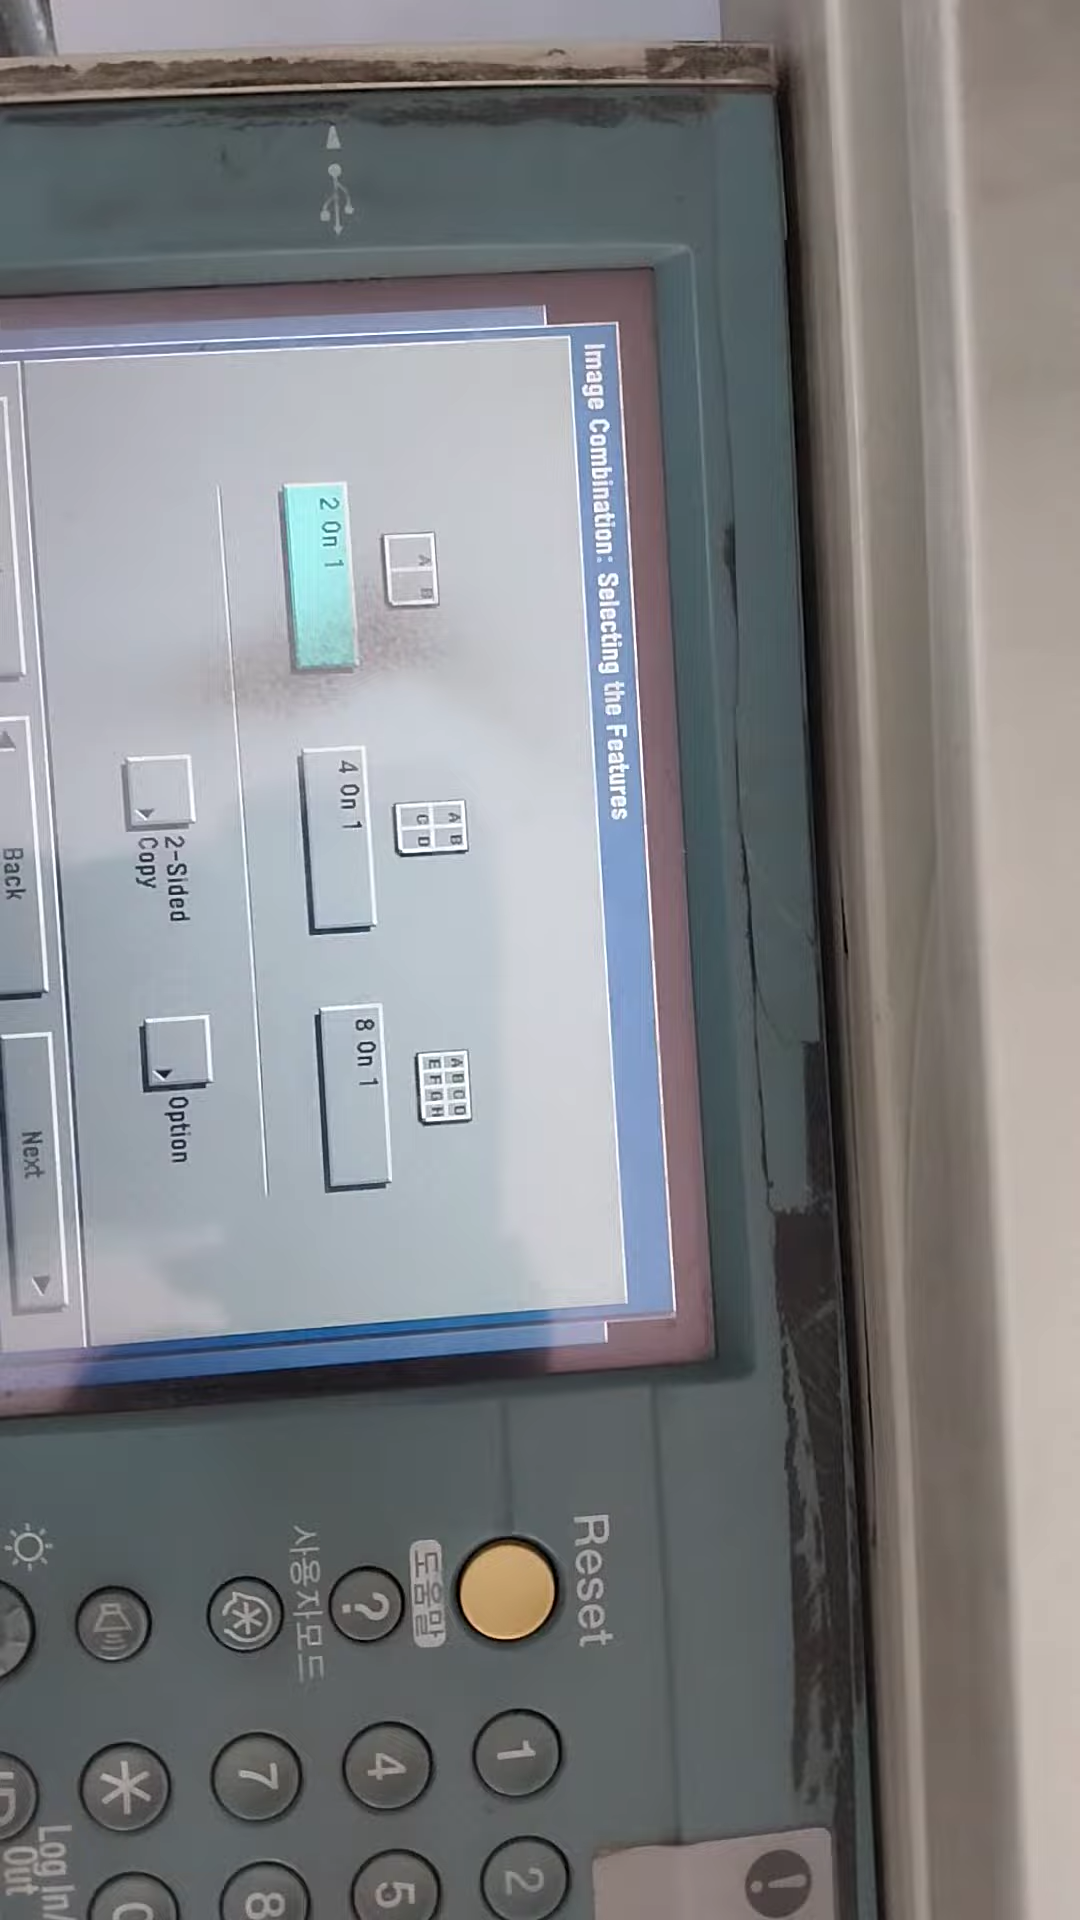 Image Combination: Selecting the Features
A B
A B
C D
A B C D
E F G H
2 On 1
4 On 1
8 On 1
2-Sided
Copy
Option
Back
Next
Reset
도움말
?
사용자모드
1
2
4
5
7
8
*
0
ID
Log In/
Out
!